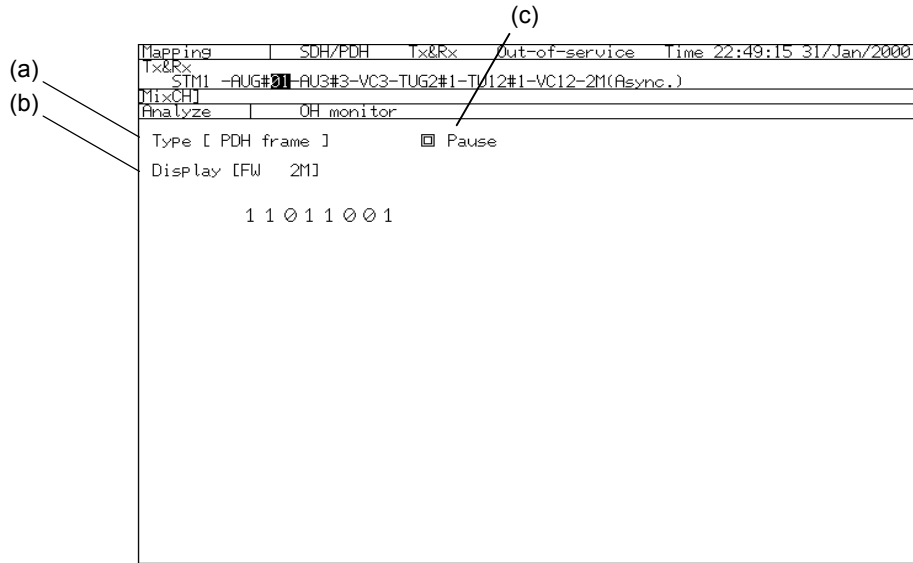 (c)
Mapping SDH/PDH Tx&Rx Out-of-service Time 22:49:15 31/Jan/2000
(a)
Tx&Rx
STM1 -AUG#01-AU3#3-VC3-TUG2#1-TU12#1-VC12-2M(Async.)
(b)
MixCH]
Analyze OH monitor
Type [ PDH frame ] Pause
Display [FW 2M]
1 1 0 1 1 0 0 1